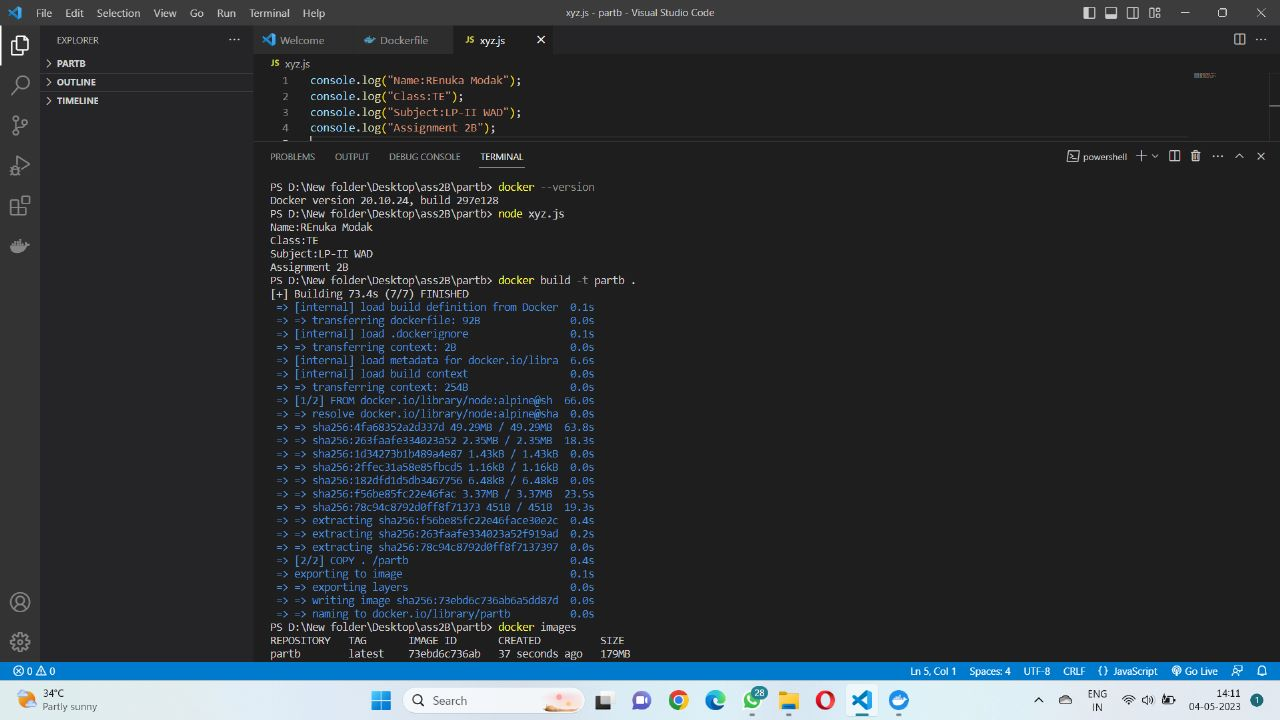 File Edit Selection View Go Run Terminal Help xyz.js - partb - Visual Studio Code
EXPLORER ···
Welcome Dockerfile JS xyz.js
PARTB
OUTLINE
TIMELINE
JS xyz.js
1 console.log("Name:REnuka Modak");
2 console.log("Class:TE");
3 console.log("Subject:LP-II WAD");
4 console.log("Assignment 2B");
PROBLEMS OUTPUT DEBUG CONSOLE TERMINAL powershell
PS D:\New folder\Desktop\ass2B\partb> docker --version
Docker version 20.10.24, build 297e128
PS D:\New folder\Desktop\ass2B\partb> node xyz.js
Name:REnuka Modak
Class:TE
Subject:LP-II WAD
Assignment 2B
PS D:\New folder\Desktop\ass2B\partb> docker build -t partb .
[+] Building 73.4s (7/7) FINISHED
=> [internal] load build definition from Docker 0.1s
=> => transferring dockerfile: 92B 0.0s
=> [internal] load .dockerignore 0.1s
=> => transferring context: 2B 0.0s
=> [internal] load metadata for docker.io/libra 6.6s
=> [internal] load build context 0.0s
=> => transferring context: 254B 0.0s
=> [1/2] FROM docker.io/library/node:alpine@sh 66.0s
=> => resolve docker.io/library/node:alpine@sha 0.0s
=> => sha256:4fa68352a2d337d 49.29MB / 49.29MB 63.8s
=> => sha256:263faafe334023a52 2.35MB / 2.35MB 18.3s
=> => sha256:1d34273b1b489a4e87 1.43kB / 1.43kB 0.0s
=> => sha256:2ffec31a58e85fbcd5 1.16kB / 1.16kB 0.0s
=> => sha256:182dfd1d5db3467756 6.48kB / 6.48kB 0.0s
=> => sha256:f56be85fc22e46fac 3.37MB / 3.37MB 23.5s
=> => sha256:78c94c8792d0ff8f71373 451B / 451B 19.3s
=> => extracting sha256:f56be85fc22e46face30e2c 0.4s
=> => extracting sha256:263faafe334023a52f919ad 0.2s
=> => extracting sha256:78c94c8792d0ff8f7137397 0.0s
=> [2/2] COPY . /partb 0.4s
=> exporting to image 0.1s
=> => exporting layers 0.0s
=> => writing image sha256:73ebd6c736ab6a5dd87d 0.0s
=> => naming to docker.io/library/partb 0.0s
PS D:\New folder\Desktop\ass2B\partb> docker images
REPOSITORY TAG IMAGE ID CREATED SIZE
partb latest 73ebd6c736ab 37 seconds ago 179MB
0 0 Ln 5, Col 1 Spaces: 4 UTF-8 CRLF {} JavaScript Go Live
34°C
Partly sunny
Search
28
ENG
IN
14:11
04-05-2023
1